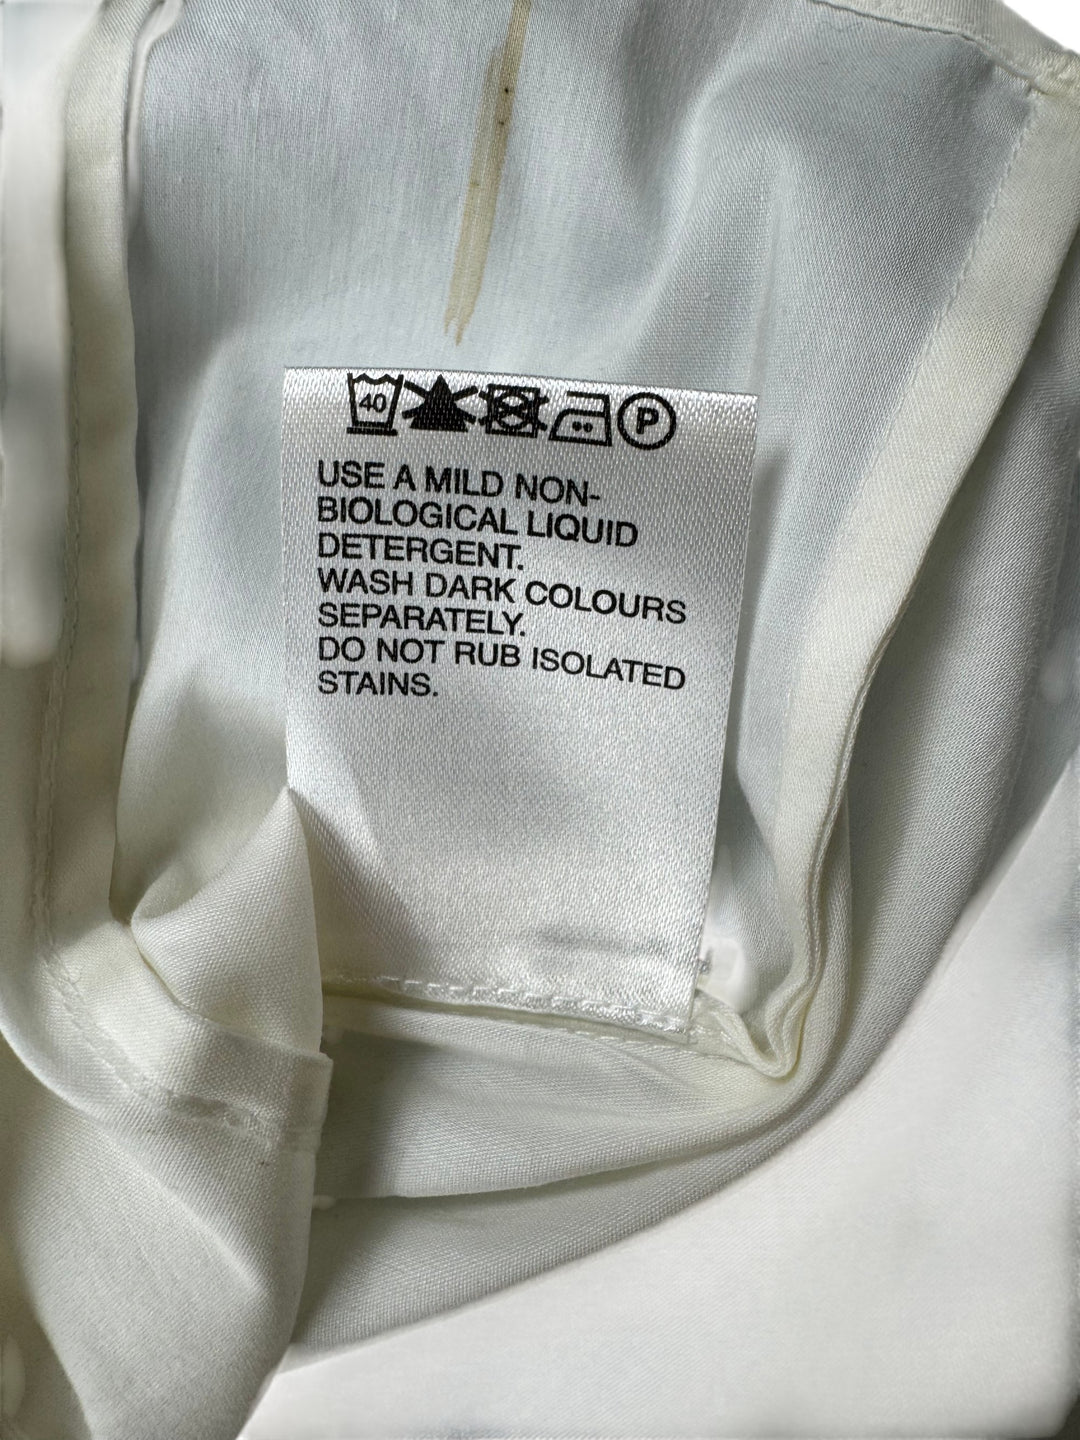 40 P
USE A MILD NON-
BIOLOGICAL LIQUID
DETERGENT.
WASH DARK COLOURS
SEPARATELY.
DO NOT RUB ISOLATED
STAINS.